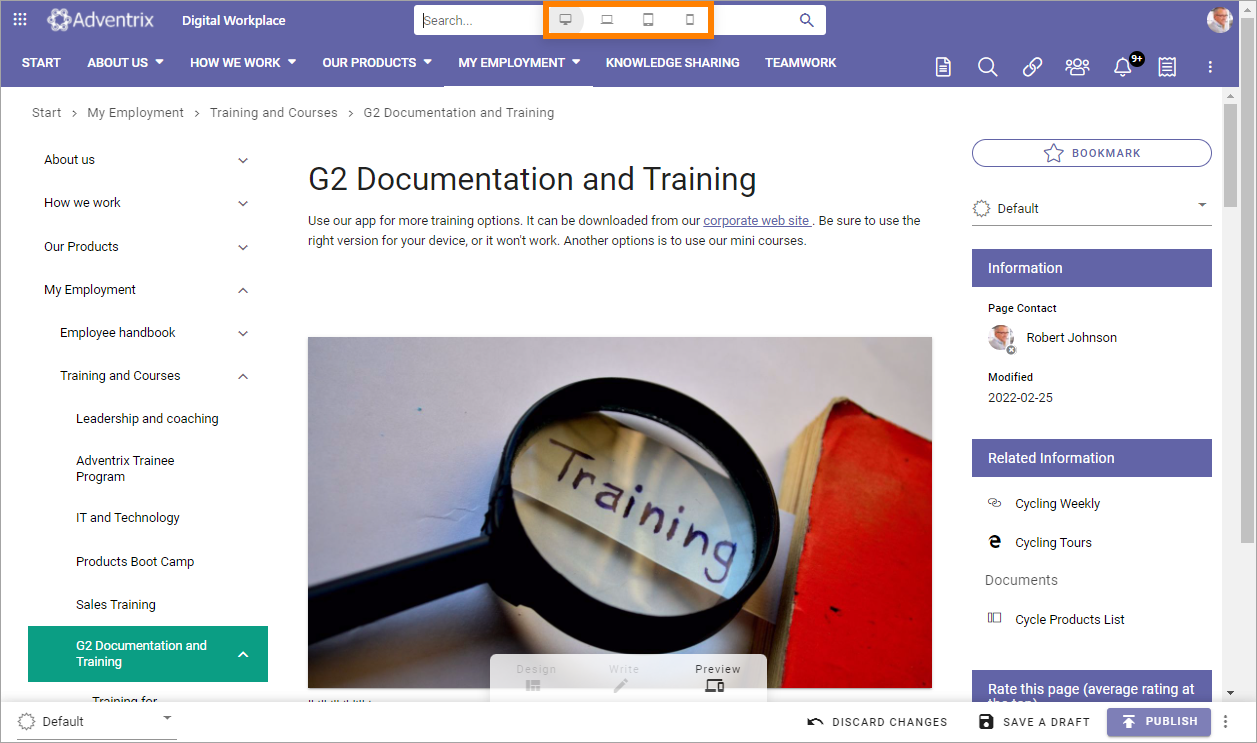 Adventrix
Digital Workplace
Search...
START
ABOUT US
HOW WE WORK
OUR PRODUCTS
MY EMPLOYMENT
KNOWLEDGE SHARING
TEAMWORK
9+
Start > My Employment > Training and Courses > G2 Documentation and Training
About us
How we work
Our Products
My Employment
Employee handbook
Training and Courses
Leadership and coaching
Adventrix Trainee
Program
IT and Technology
Products Boot Camp
Sales Training
G2 Documentation and
Training
Training for
G2 Documentation and Training
Use our app for more training options. It can be downloaded from our corporate web site . Be sure to use the
right version for your device, or it won't work. Another options is to use our mini courses.
Training
Design
Write
Preview
BOOKMARK
Default
Information
Page Contact
Robert Johnson
Modified
2022-02-25
Related Information
Cycling Weekly
Cycling Tours
Documents
Cycle Products List
Rate this page (average rating at
the top)
Default
DISCARD CHANGES
SAVE A DRAFT
PUBLISH